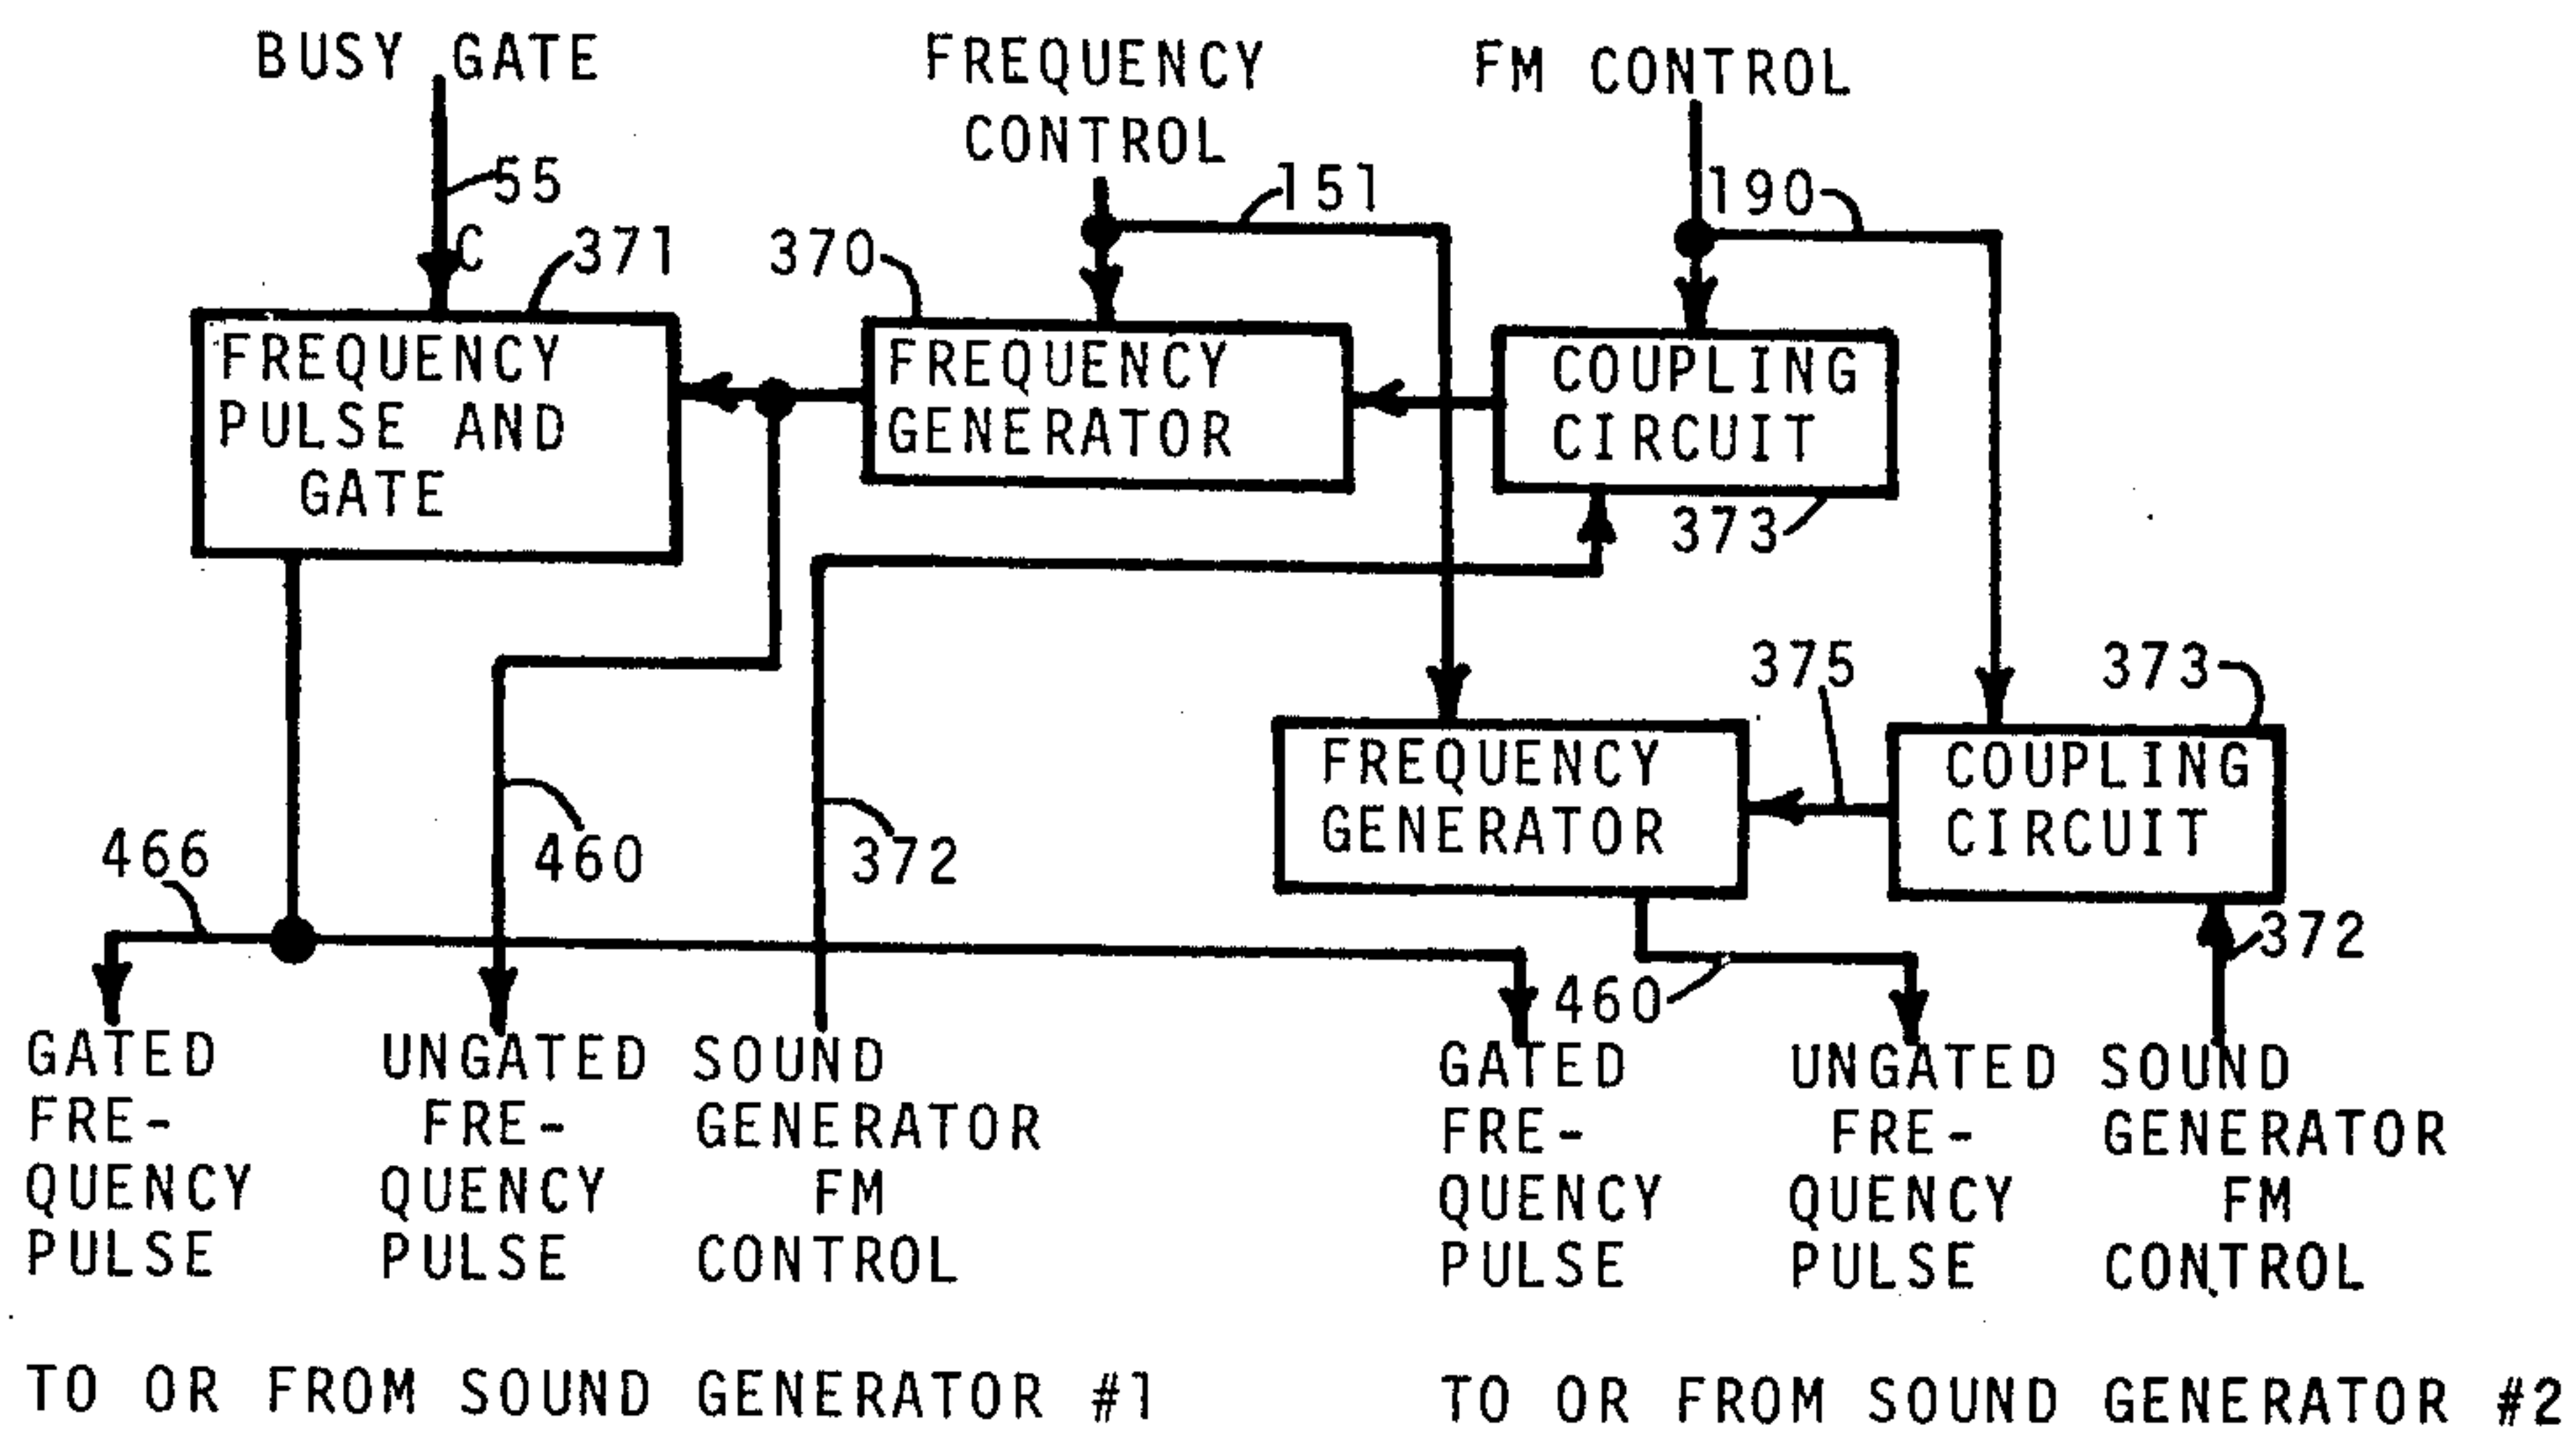 BUSY GATE
FREQUENCY
CONTROL
FM CONTROL
55
C
371
370
151
190
FREQUENCY
PULSE AND
GATE
FREQUENCY
GENERATOR
COUPLING
CIRCUIT
373
375
373
FREQUENCY
GENERATOR
COUPLING
CIRCUIT
466
460
372
460
372
GATED
FRE-
QUENCY
PULSE
UNGATED
FRE-
QUENCY
PULSE
SOUND
GENERATOR
FM
CONTROL
GATED
FRE-
QUENCY
PULSE
UNGATED
FRE-
QUENCY
PULSE
SOUND
GENERATOR
FM
CONTROL
TO OR FROM SOUND GENERATOR #1
TO OR FROM SOUND GENERATOR #2